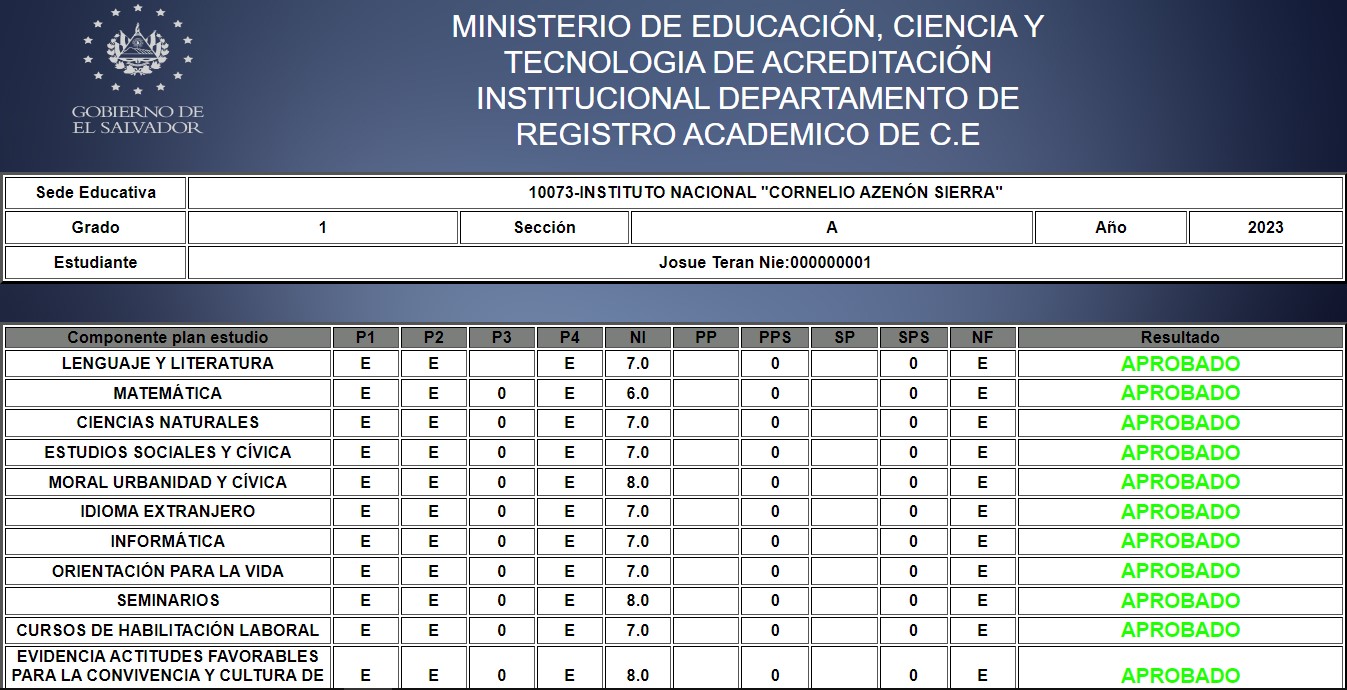 GOBIERNO DE
EL SALVADOR
MINISTERIO DE EDUCACIÓN, CIENCIA Y
TECNOLOGIA DE ACREDITACIÓN
INSTITUCIONAL DEPARTAMENTO DE
REGISTRO ACADEMICO DE C.E
Sede Educativa 10073-INSTITUTO NACIONAL "CORNELIO AZENÓN SIERRA"
Grado 1 Sección A Año 2023
Estudiante Josue Teran Nie:000000001
Componente plan estudio P1 P2 P3 P4 NI PP PPS SP SPS NF Resultado
LENGUAJE Y LITERATURA E E E 7.0 0 0 E APROBADO
MATEMÁTICA E E 0 E 6.0 0 0 E APROBADO
CIENCIAS NATURALES E E 0 E 7.0 0 0 E APROBADO
ESTUDIOS SOCIALES Y CÍVICA E E 0 E 7.0 0 0 E APROBADO
MORAL URBANIDAD Y CÍVICA E E 0 E 8.0 0 0 E APROBADO
IDIOMA EXTRANJERO E E 0 E 7.0 0 0 E APROBADO
INFORMÁTICA E E 0 E 7.0 0 0 E APROBADO
ORIENTACIÓN PARA LA VIDA E E 0 E 7.0 0 0 E APROBADO
SEMINARIOS E E 0 E 8.0 0 0 E APROBADO
CURSOS DE HABILITACIÓN LABORAL E E 0 E 7.0 0 0 E APROBADO
EVIDENCIA ACTITUDES FAVORABLES
PARA LA CONVIVENCIA Y CULTURA DE E E 0 E 8.0 0 0 E APROBADO